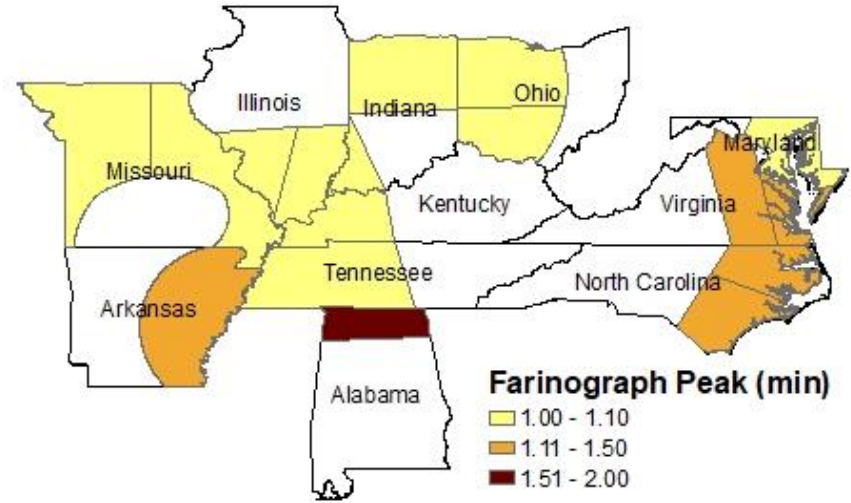 Illinois
Indiana
Ohio
Missouri
Maryland
Kentucky
Virginia
Tennessee
North Carolina
Arkansas
Alabama
Farinograph Peak (min)
1.00 - 1.10
1.11 - 1.50
1.51 - 2.00